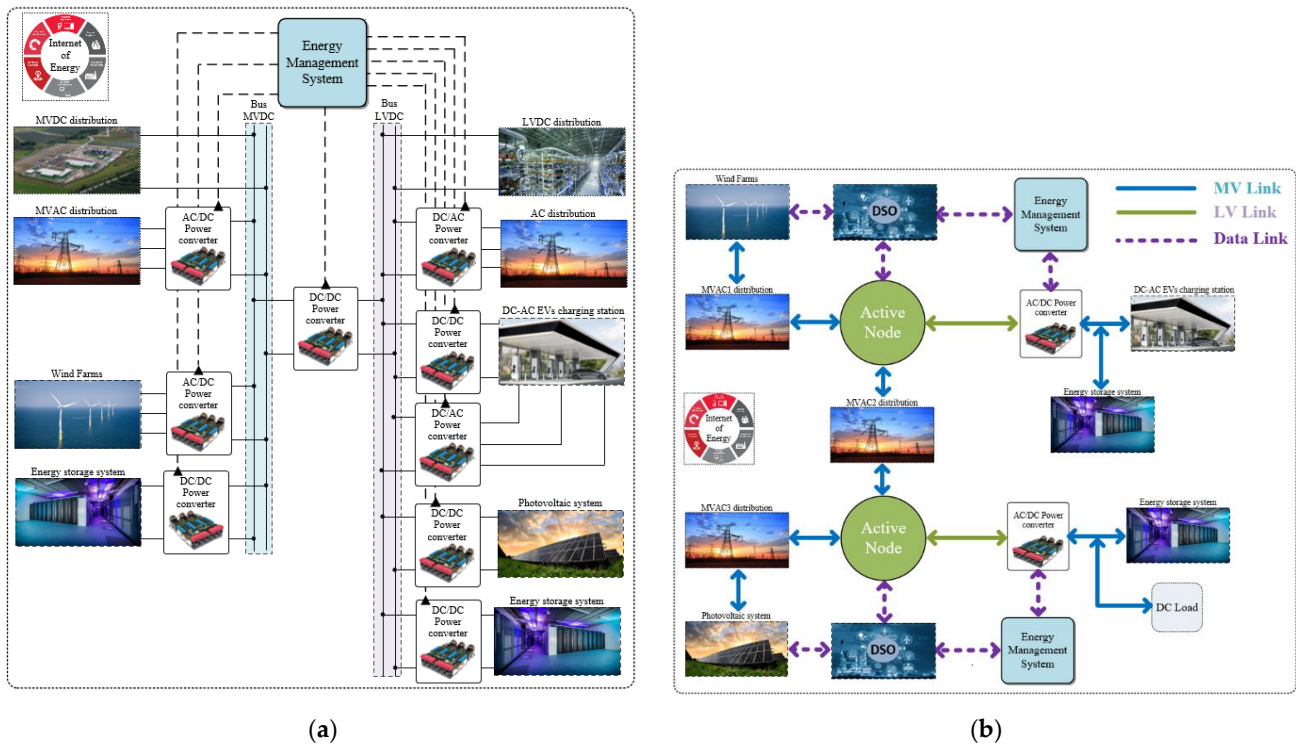 Internet
of
Energy
Energy
Management
System
Bus
MVDC
Bus
LVDC
MVDC distribution
LVDC distribution
MVAC distribution
AC/DC
Power
converter
DC/AC
Power
converter
AC distribution
DC/DC
Power
converter
DC/DC
Power
converter
DC-AC EVs charging station
Wind Farms
AC/DC
Power
converter
DC/AC
Power
converter
Energy storage system
DC/DC
Power
converter
DC/DC
Power
converter
Photovoltaic system
DC/DC
Power
converter
Energy storage system
(a)
Wind Farms
DSO
Energy
Management
System
MV Link
LV Link
Data Link
MVAC1 distribution
Active
Node
AC/DC Power
converter
DC-AC EVs charging station
Energy storage system
Internet
of
Energy
MVAC2 distribution
MVAC3 distribution
Active
Node
AC/DC Power
converter
Energy storage system
DC Load
Photovoltaic system
DSO
Energy
Management
System
(b)